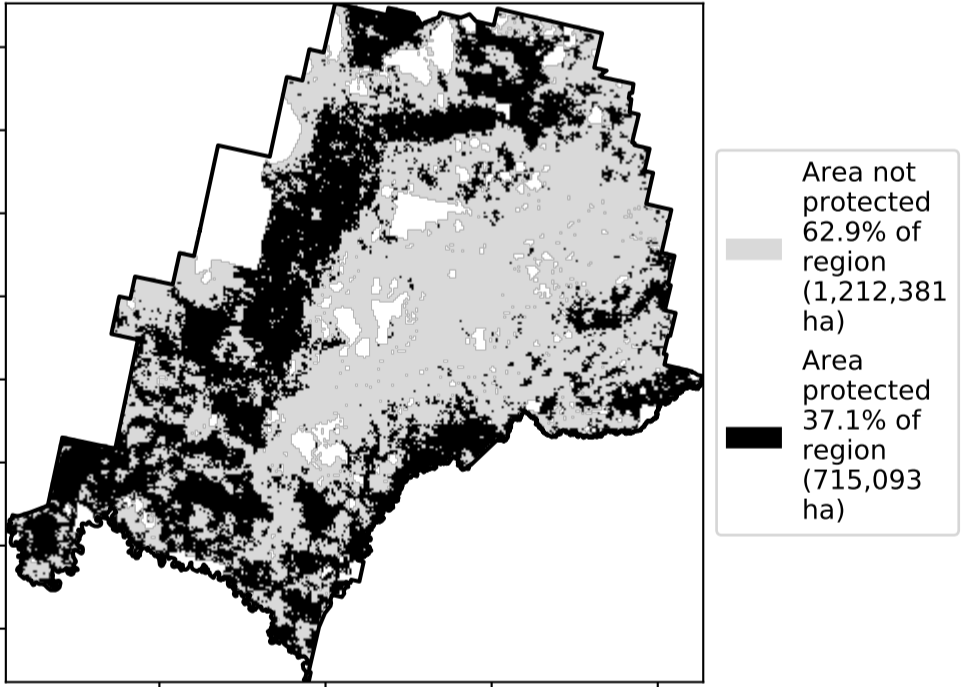 Area not
protected
62.9% of
region
(1,212,381
ha)
Area
protected
37.1% of
region
(715,093
ha)